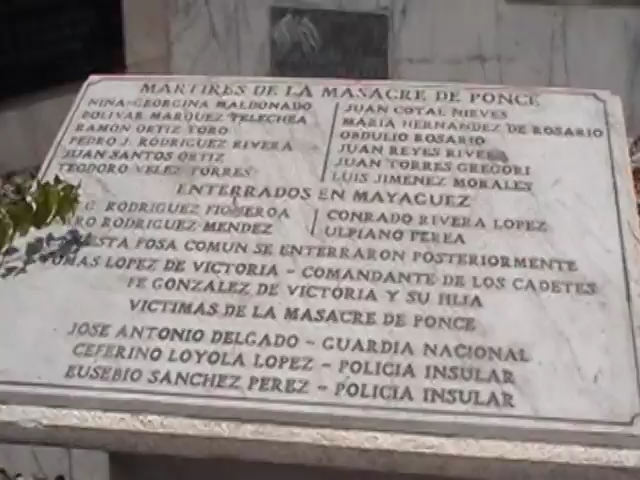 MARTIRES DE LA MASACRE DE PONCE
NINA-GEORGINA MALDONADO
BOLIVAR MARQUEZ TELECHEA
RAMON ORTIZ TORO
PEDRO J. RODRIGUEZ RIVERA
JUAN SANTOS ORTIZ
TEODORO VELEZ TORRES
JUAN COTAL NIEVES
MARIA HERNANDEZ DE ROSARIO
OBDULIO ROSARIO
JUAN REYES RIVERA
JUAN TORRES GREGORI
LUIS JIMENEZ MORALES
ENTERRADOS EN MAYAGUEZ
C. RODRIGUEZ FIGUEROA
RO RODRIGUEZ MENDEZ
CONRADO RIVERA LOPEZ
ULPIANO PEREA
ESTA FOSA COMUN SE ENTERRARON POSTERIORMENTE
TOMAS LOPEZ DE VICTORIA - COMANDANTE DE LOS CADETES
FE GONZALEZ DE VICTORIA Y SU HIJA
VICTIMAS DE LA MASACRE DE PONCE
JOSE ANTONIO DELGADO - GUARDIA NACIONAL
CEFERINO LOYOLA LOPEZ - POLICIA INSULAR
EUSEBIO SANCHEZ PEREZ - POLICIA INSULAR